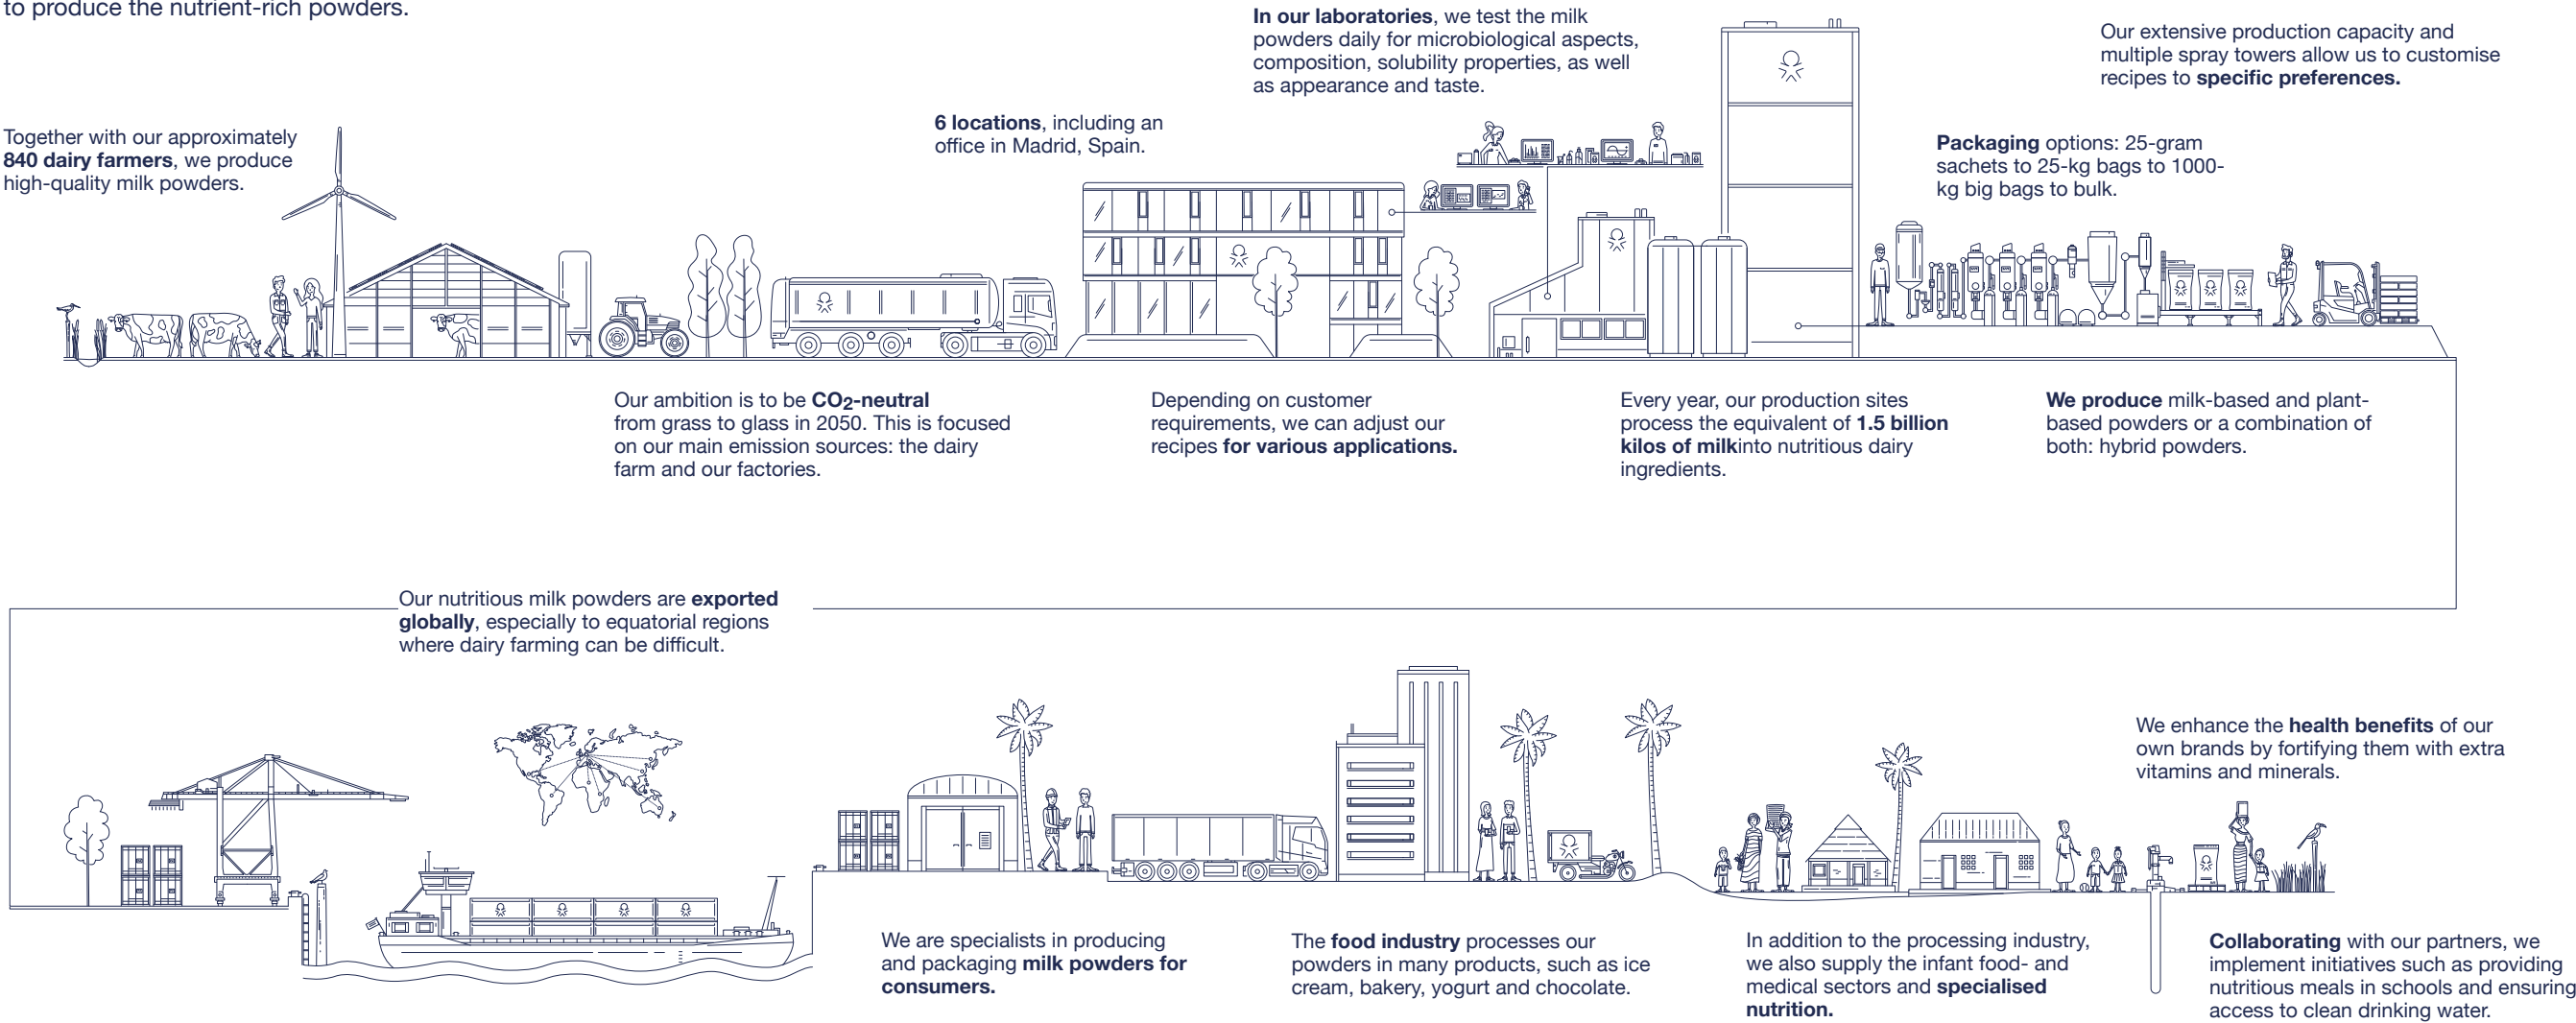 to produce the nutrient-rich powders.
Together with our approximately
840 dairy farmers, we produce
high-quality milk powders.
6 locations, including an
office in Madrid, Spain.
In our laboratories, we test the milk
powders daily for microbiological aspects,
composition, solubility properties, as well
as appearance and taste.
Our extensive production capacity and
multiple spray towers allow us to customise
recipes to specific preferences.
Packaging options: 25-gram
sachets to 25-kg bags to 1000-
kg big bags to bulk.
Our ambition is to be CO2-neutral
from grass to glass in 2050. This is focused
on our main emission sources: the dairy
farm and our factories.
Depending on customer
requirements, we can adjust our
recipes for various applications.
Every year, our production sites
process the equivalent of 1.5 billion
kilos of milkinto nutritious dairy
ingredients.
We produce milk-based and plant-
based powders or a combination of
both: hybrid powders.
Our nutritious milk powders are exported
globally, especially to equatorial regions
where dairy farming can be difficult.
We enhance the health benefits of our
own brands by fortifying them with extra
vitamins and minerals.
We are specialists in producing
and packaging milk powders for
consumers.
The food industry processes our
powders in many products, such as ice
cream, bakery, yogurt and chocolate.
In addition to the processing industry,
we also supply the infant food- and
medical sectors and specialised
nutrition.
Collaborating with our partners, we
implement initiatives such as providing
nutritious meals in schools and ensuring
access to clean drinking water.